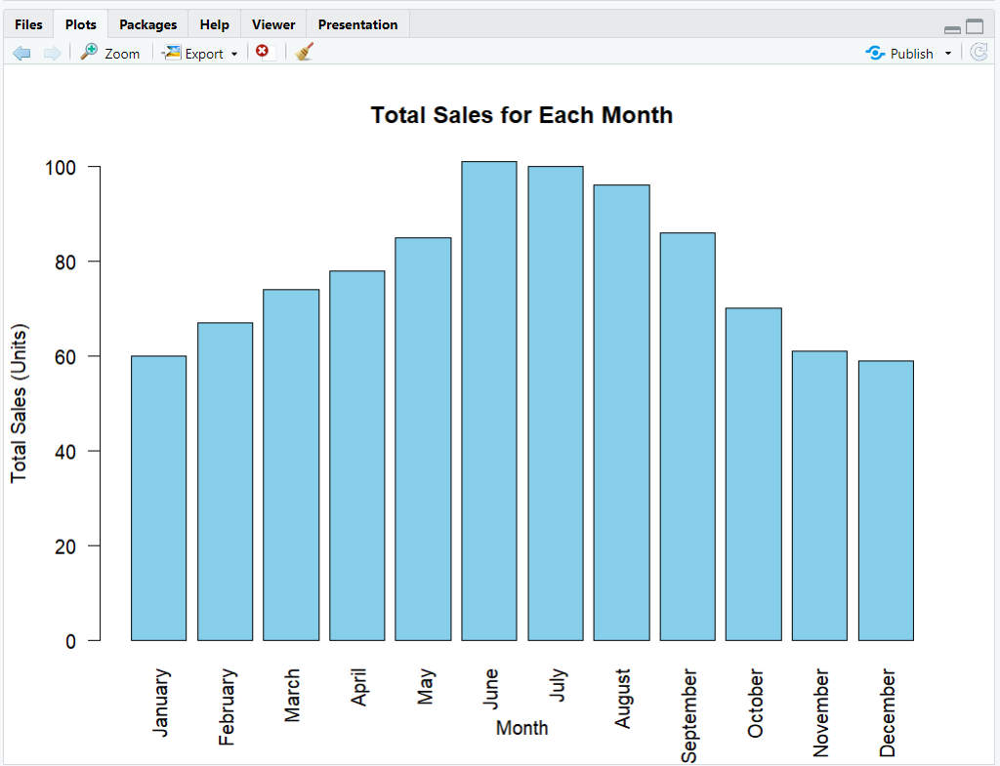 Files Plots Packages Help Viewer Presentation
Zoom Export Publish
Total Sales for Each Month
Total Sales (Units)
100
80
60
40
20
0
January February March April May June July August September October November December
Month